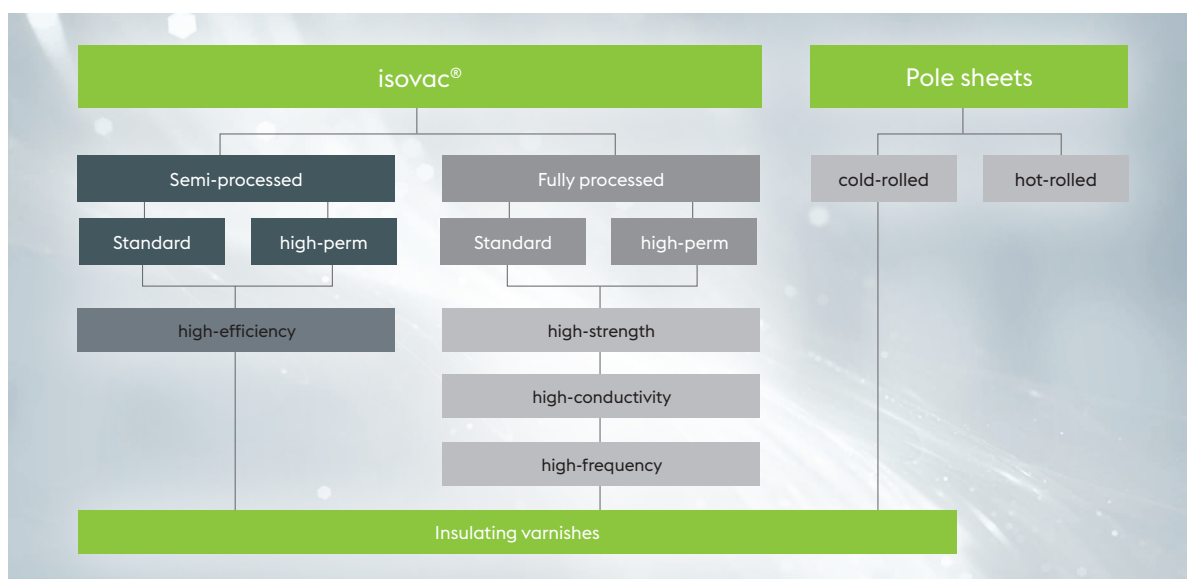 isovac®
Pole sheets
Semi-processed
Fully processed
cold-rolled
hot-rolled
Standard
high-perm
Standard
high-perm
high-efficiency
high-strength
high-conductivity
high-frequency
Insulating varnishes